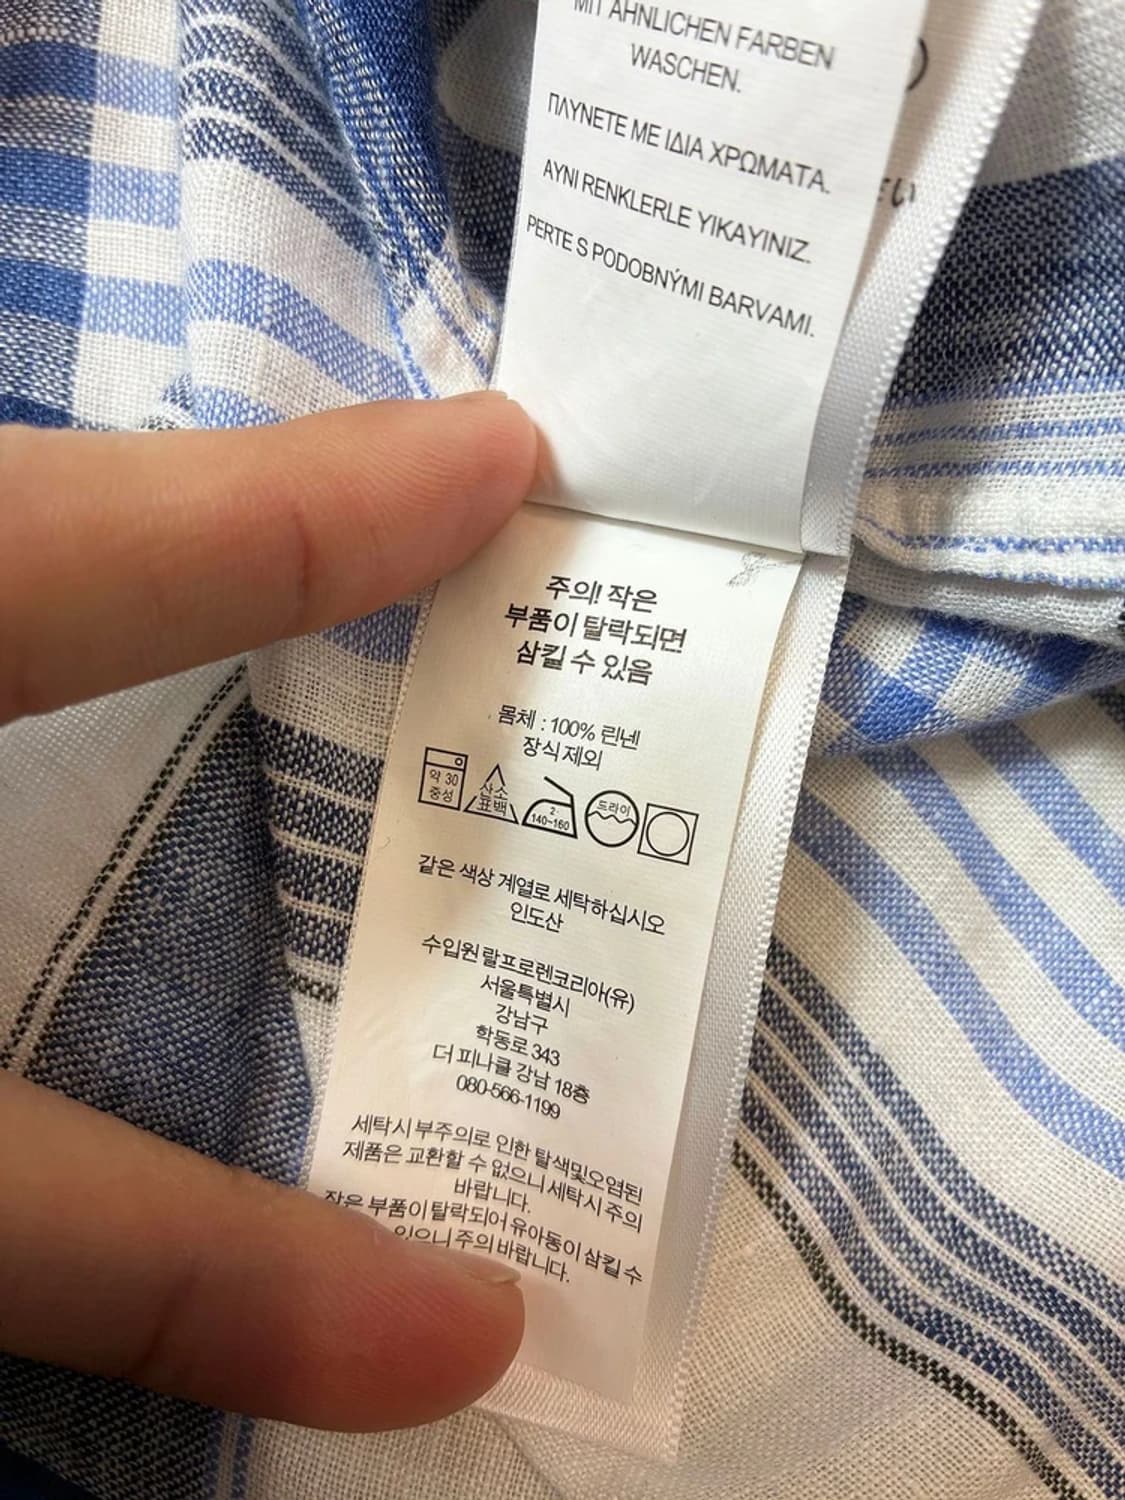 MIT ÄHNLICHEN FARBEN
WASCHEN.
ΠΛΥΝΕΤΕ ΜΕ ΙΔΙΑ ΧΡΩΜΑΤΑ.
AYNI RENKLERLE YIKAYINIZ.
PERTE S PODOBNÝMI BARVAMI.
주의! 작은
부품이 탈락되면
삼킬 수 있음
몸체 : 100% 린넨
장식 제외
약 30
중성
산소
표백
2
140~160
드라이
같은 색상 계열로 세탁하십시오
인도산
수입원 랄프로렌코리아(유)
서울특별시
강남구
학동로 343
더 피나클 강남 18층
080-566-1199
세탁시 부주의로 인한 탈색및오염된
제품은 교환할 수 없으니 세탁시 주의
바랍니다.
작은 부품이 탈락되어 유아동이 삼킬 수
있으니 주의 바랍니다.